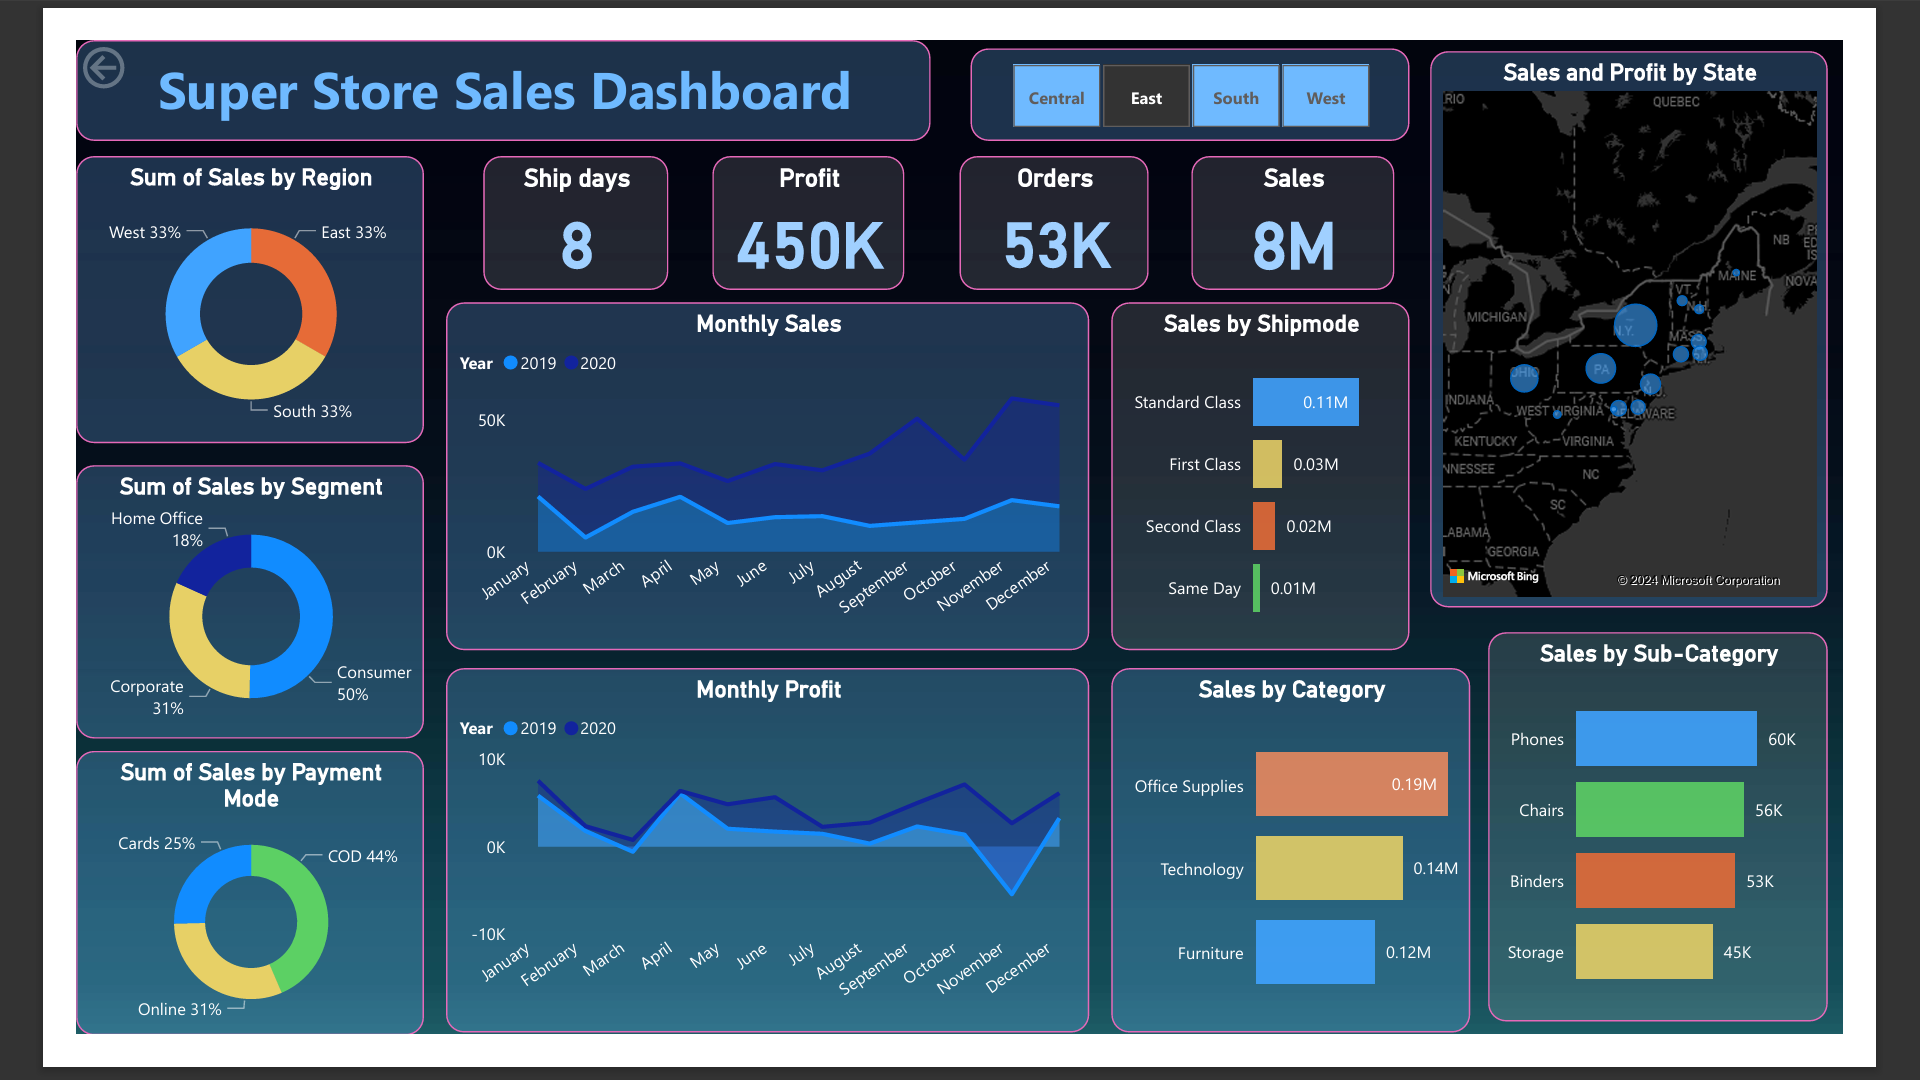 Super Store Sales Dashboard
Central
East
South
West
Sum of Sales by Region
West 33%
East 33%
South 33%
Ship days
8
Profit
450K
Orders
53K
Sales
8M
Sales and Profit by State
RIO
QUEBEC
NB
MAINE
NOVA
VT.
N.H.
MICHIGAN
N.Y.
MASS.
R.I.
OHIO
PA
N.J.
INDIANA
WEST VIRGINIA
DELAWARE
KENTUCKY
VIRGINIA
NNESSEE
NC
SC
ABAMA
GEORGIA
Microsoft Bing
© 2024 Microsoft Corporation
Sum of Sales by Segment
Home Office
18%
Corporate
31%
Consumer
50%
Monthly Sales
Year 2019 2020
50K
0K
January
February
March
April
May
June
July
August
September
October
November
December
Sales by Shipmode
Standard Class 0.11M
First Class 0.03M
Second Class 0.02M
Same Day 0.01M
Sum of Sales by Payment
Mode
Cards 25%
COD 44%
Online 31%
Monthly Profit
Year 2019 2020
10K
0K
-10K
January
February
March
April
May
June
July
August
September
October
November
December
Sales by Category
Office Supplies 0.19M
Technology 0.14M
Furniture 0.12M
Sales by Sub-Category
Phones 60K
Chairs 56K
Binders 53K
Storage 45K